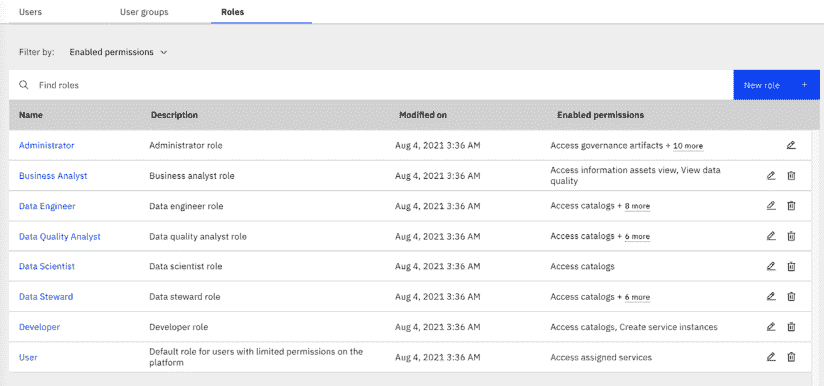 Users User groups Roles
Filter by: Enabled permissions
Find roles New role +
Name Description Modified on Enabled permissions
Administrator Administrator role Aug 4, 2021 3:36 AM Access governance artifacts + 10 more
Business Analyst Business analyst role Aug 4, 2021 3:36 AM Access information assets view, View data
quality
Data Engineer Data engineer role Aug 4, 2021 3:36 AM Access catalogs + 8 more
Data Quality Analyst Data quality analyst role Aug 4, 2021 3:36 AM Access catalogs + 6 more
Data Scientist Data scientist role Aug 4, 2021 3:36 AM Access catalogs
Data Steward Data steward role Aug 4, 2021 3:36 AM Access catalogs + 6 more
Developer Developer role Aug 4, 2021 3:36 AM Access catalogs, Create service instances
User Default role for users with limited permissions on the
platform Aug 4, 2021 3:36 AM Access assigned services